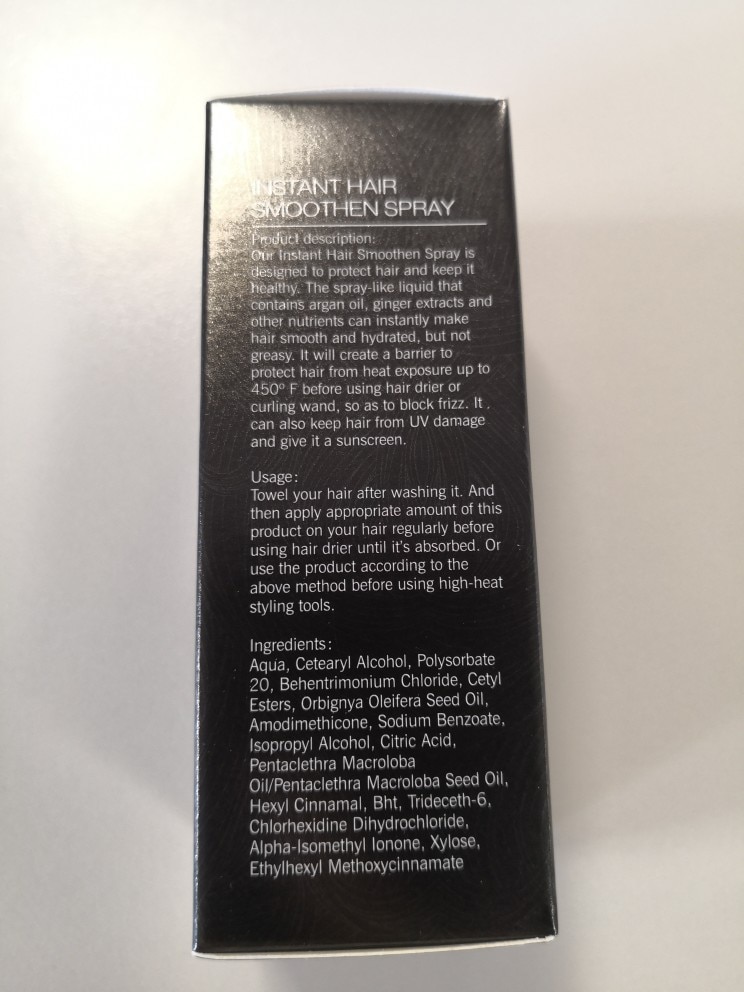 INSTANT HAIR
SMOOTHEN SPRAY
Product description:
Our Instant Hair Smoothen Spray is
designed to protect hair and keep it
healthy. The spray-like liquid that
contains argan oil, ginger extracts and
other nutrients can instantly make
hair smooth and hydrated, but not
greasy. It will create a barrier to
protect hair from heat exposure up to
450º F before using hair drier or
curling wand, so as to block frizz. It
can also keep hair from UV damage
and give it a sunscreen.
Usage:
Towel your hair after washing it. And
then apply appropriate amount of this
product on your hair regularly before
using hair drier until it's absorbed. Or
use the product according to the
above method before using high-heat
styling tools.
Ingredients:
Aqua, Cetearyl Alcohol, Polysorbate
20, Behentrimonium Chloride, Cetyl
Esters, Orbignya Oleifera Seed Oil,
Amodimethicone, Sodium Benzoate,
Isopropyl Alcohol, Citric Acid,
Pentaclethra Macroloba
Oil/Pentaclethra Macroloba Seed Oil,
Hexyl Cinnamal, Bht, Trideceth-6,
Chlorhexidine Dihydrochloride,
Alpha-Isomethyl Ionone, Xylose,
Ethylhexyl Methoxycinnamate